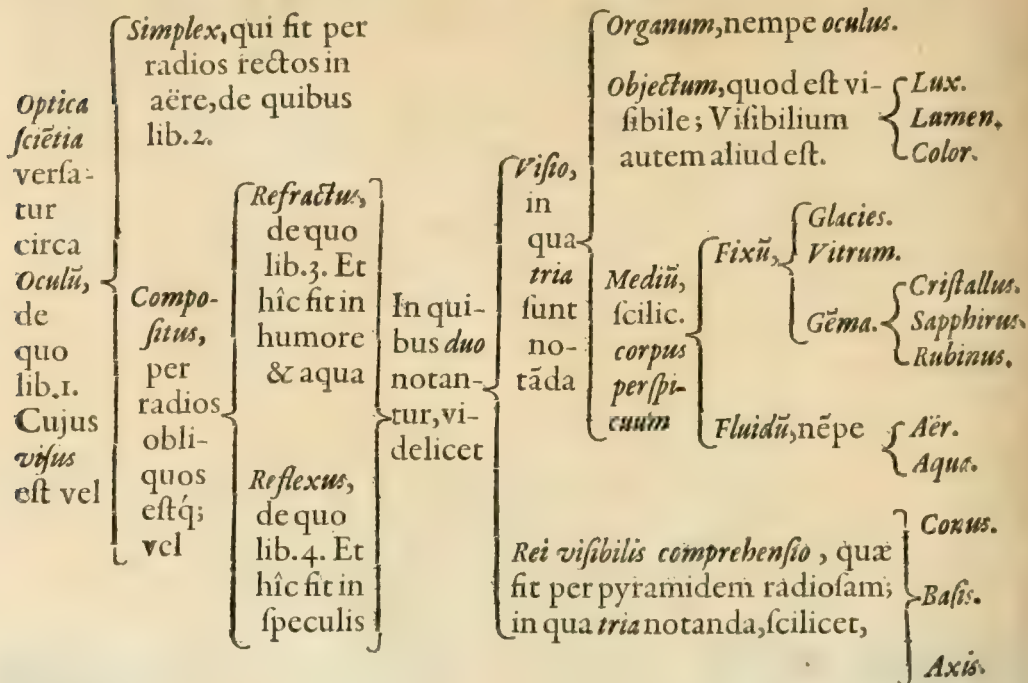 Optica
ſciētia
verſa-
tur
circa
Oculū,
de
quo
lib.1.
Cujus
viſus
eſt vel
Simplex, qui fit per
radios rectos in
aëre, de quibus
lib.2.
Compo-
ſitus,
per
radios
obli-
quos
eſtq́;
vel
Refractus,
de quo
lib.3. Et
hîc fit in
humore
& aqua
Reflexus,
de quo
lib.4. Et
hîc fit in
ſpeculis
In qui-
bus duo
notan-
tur, vi-
delicet
Viſio,
in
qua
tria
ſunt
no-
tāda
Organum, nempe oculus.
Objectum, quod eſt vi-
ſibile; Viſibilium
autem aliud eſt.
Lux.
Lumen.
Color.
Mediū,
ſcilic.
corpus
perſpi-
cuum
Fixū,
Glacies.
Vitrum.
Gēma.
Criſtallus.
Sapphirus.
Rubinus.
Fluidū, nēpe
Aër.
Aqua.
Rei viſibilis comprehenſio, quæ
fit per pyramidem radioſam;
in qua tria notanda, ſcilicet,
Conus.
Baſis.
Axis.